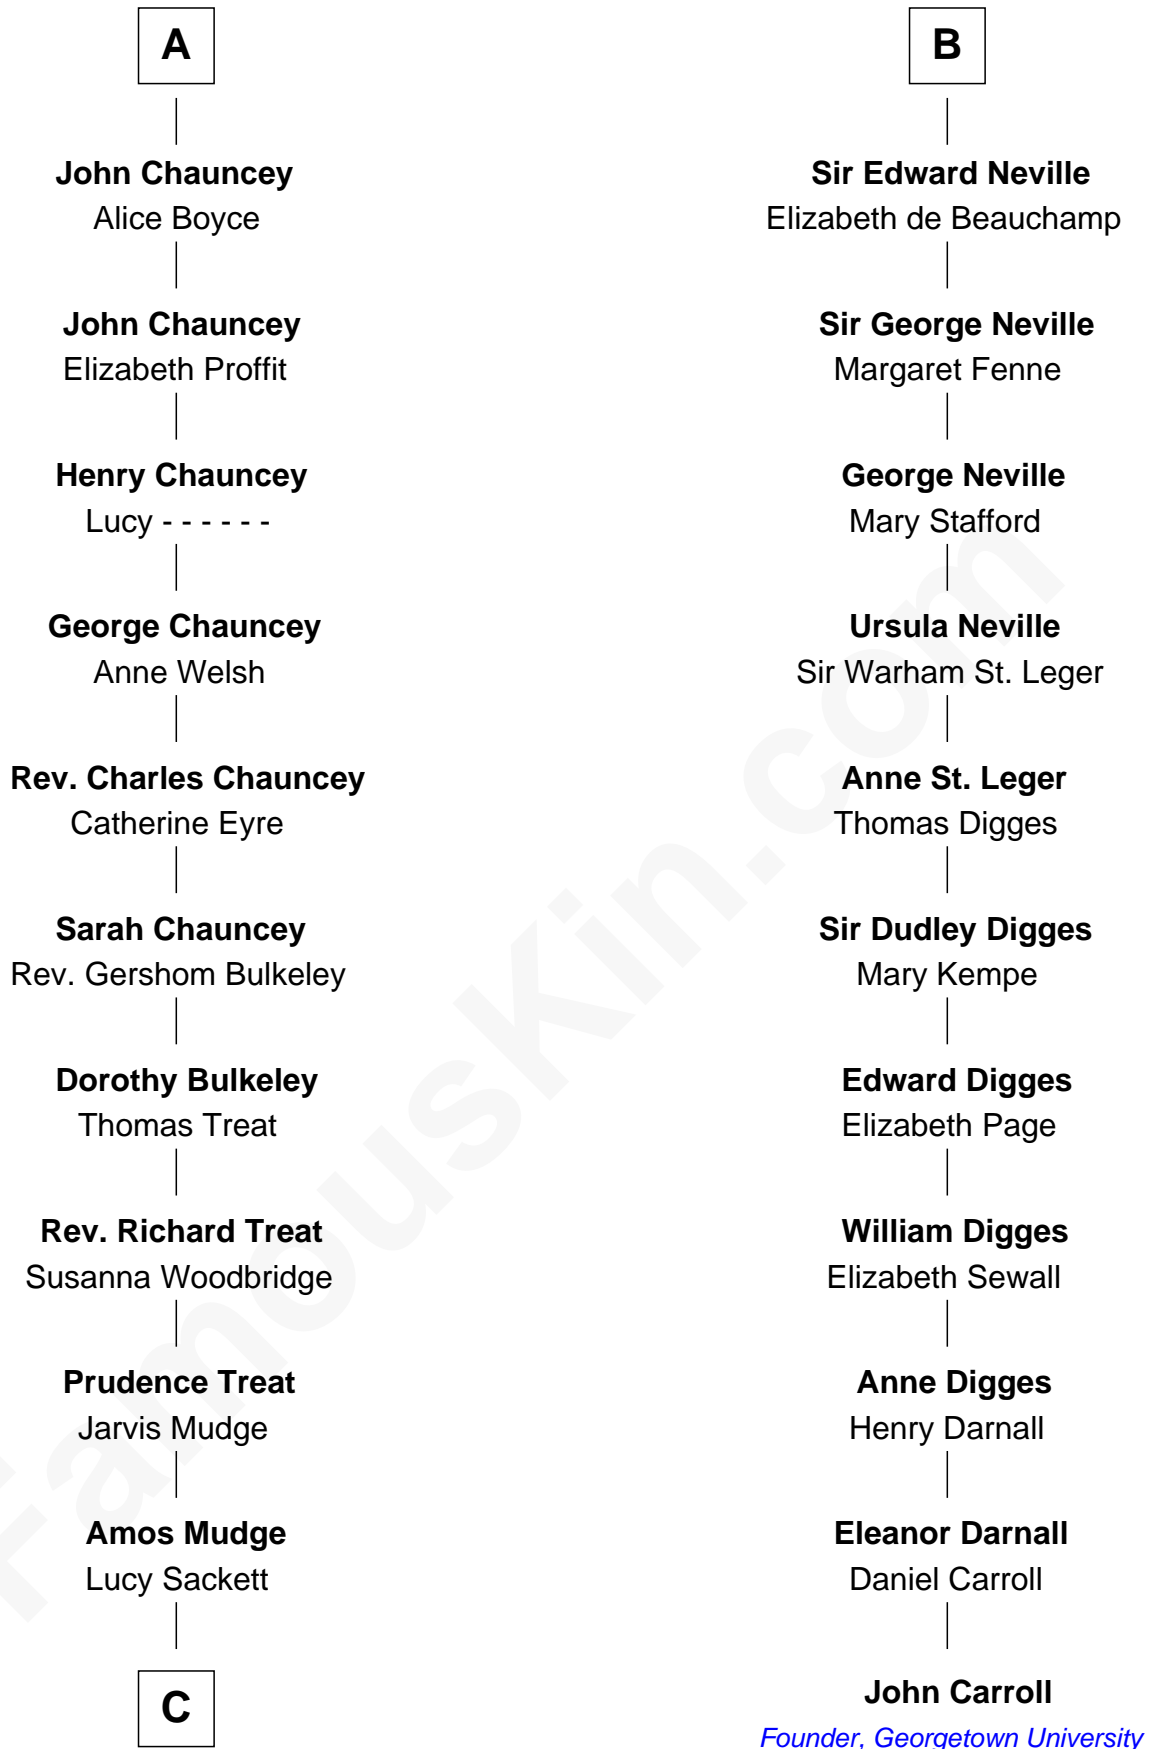 A
John Chauncey
Alice Boyce
John Chauncey
Elizabeth Proffit
Henry Chauncey
Lucy - - - - - -
George Chauncey
Anne Welsh
Rev. Charles Chauncey
Catherine Eyre
Sarah Chauncey
Rev. Gershom Bulkeley
Dorothy Bulkeley
Thomas Treat
Rev. Richard Treat
Susanna Woodbridge
Prudence Treat
Jarvis Mudge
Amos Mudge
Lucy Sackett
C
B
Sir Edward Neville
Elizabeth de Beauchamp
Sir George Neville
Margaret Fenne
George Neville
Mary Stafford
Ursula Neville
Sir Warham St. Leger
Anne St. Leger
Thomas Digges
Sir Dudley Digges
Mary Kempe
Edward Digges
Elizabeth Page
William Digges
Elizabeth Sewall
Anne Digges
Henry Darnall
Eleanor Darnall
Daniel Carroll
John Carroll
Founder, Georgetown University
FamousKin.com